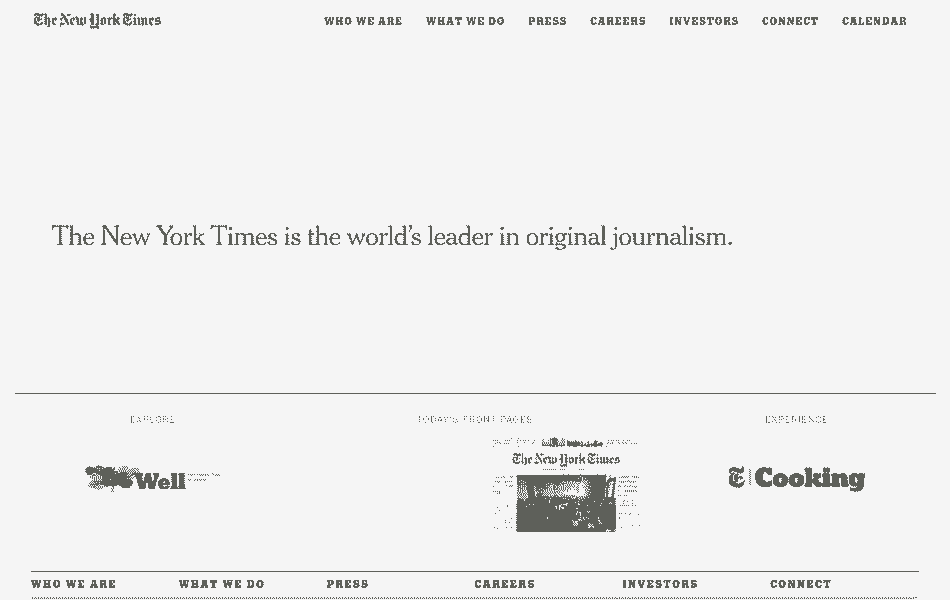 The New York Times
WHO WE ARE WHAT WE DO PRESS CAREERS INVESTORS CONNECT CALENDAR
The New York Times is the world's leader in original journalism.
EXPLORE TODAY'S FRONT PAGES EXPERIENCE
The New York Times
Well
T Cooking
WHO WE ARE WHAT WE DO PRESS CAREERS INVESTORS CONNECT